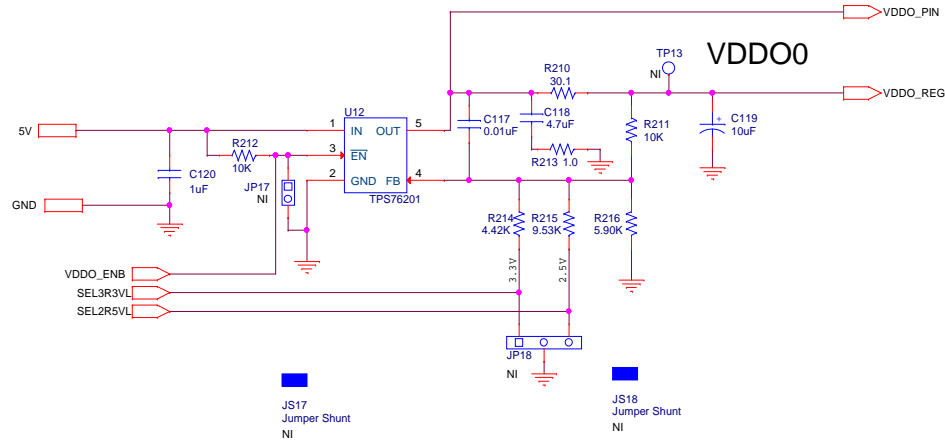 VDDO_PIN
VDDO0
TP13
NI
R210
30.1
VDDO_REG
U12
5V
1
IN
OUT
5
C117
0.01uF
C118
4.7uF
R211
10K
C119
10uF
R212
10K
3
EN
R213 1.0
C120
1uF
JP17
NI
2
GND
FB
4
TPS76201
GND
R214
4.42K
R215
9.53K
R216
5.90K
3.3V
2.5V
VDDO_ENB
SEL3R3VL
SEL2R5VL
JP18
NI
JS17
Jumper Shunt
NI
JS18
Jumper Shunt
NI